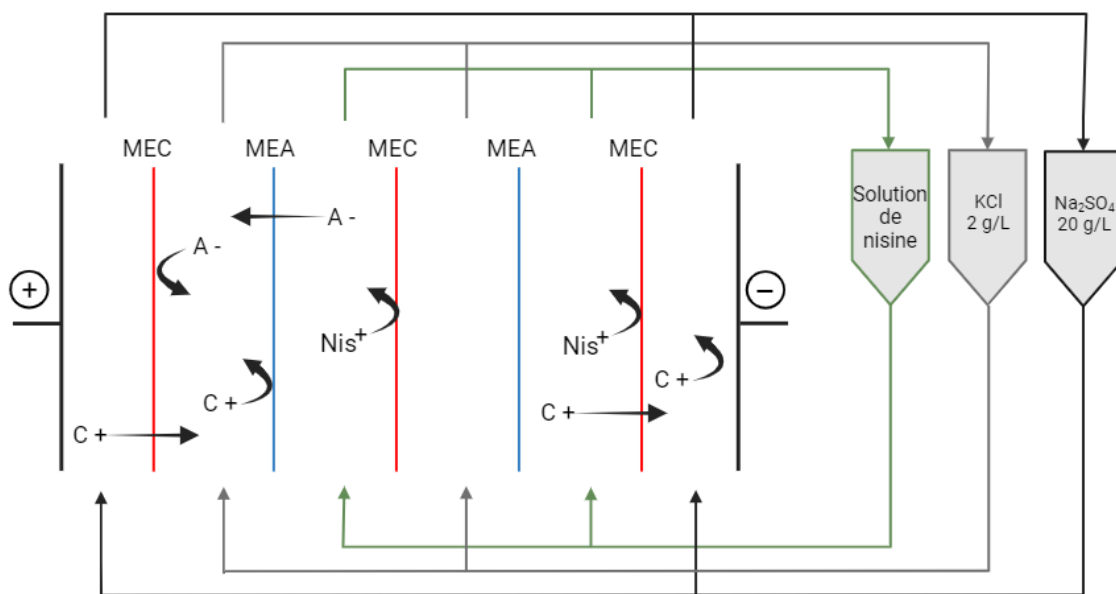 MEC
MEA
MEC
MEA
MEC
A -
A -
Nis+
Nis+
C +
C +
C +
C +
+
−
Solution
de
nisine
KCl
2 g/L
Na₂SO₄
20 g/L